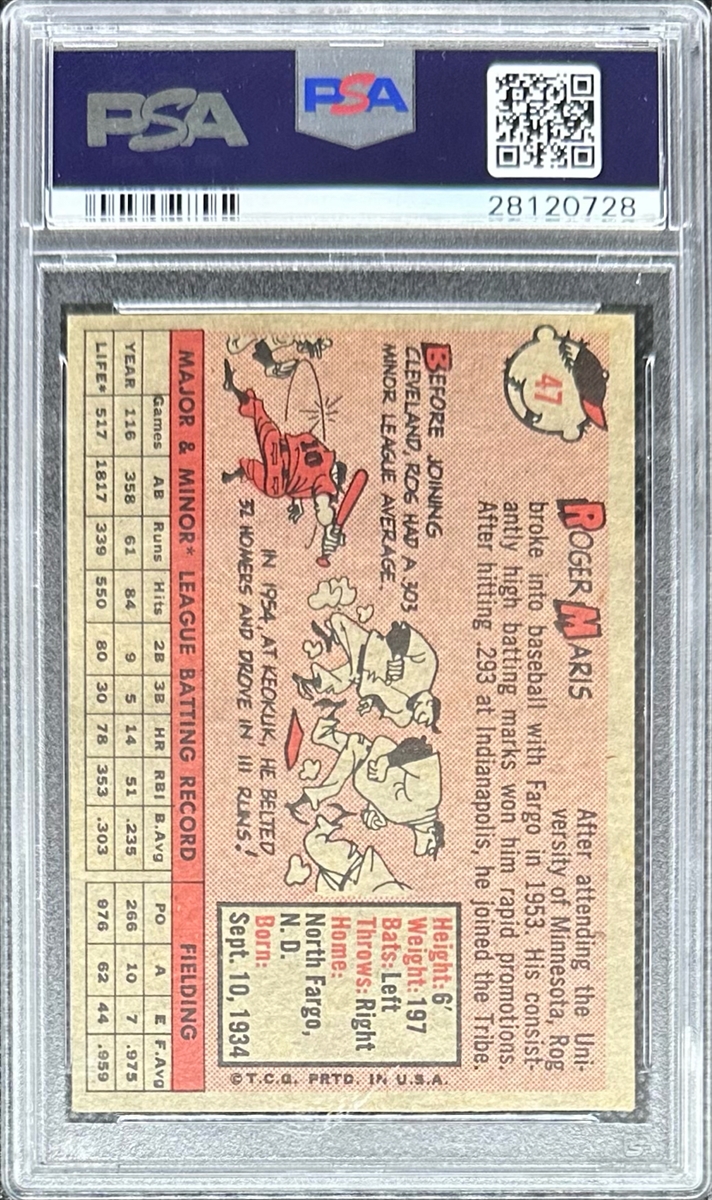 PSA
PSA
28120728
47
ROGER MARIS
After attending the Uni-
versity of Minnesota, Rog
broke into baseball with Fargo in 1953. His consist-
antly high batting marks won him rapid promotions.
After hitting .293 at Indianapolis, he joined the Tribe.
BEFORE JOINING
CLEVELAND, ROG HAD A .303
MINOR LEAGUE AVERAGE.
10
IN 1954, AT KEOKUK, HE BELTED
32 HOMERS AND DROVE IN 111 RUNS!
Height: 6'
Weight: 197
Bats: Left
Throws: Right
Home:
North Fargo,
N. D.
Born:
Sept. 10, 1934
©T.C.G. PRTD. IN U.S.A.
MAJOR & MINOR* LEAGUE BATTING RECORD FIELDING
Games AB Runs Hits 2B 3B HR RBI B.Avg PO A E F.Avg
YEAR 116 358 61 84 9 5 14 51 .235 266 10 7 .975
LIFE* 517 1817 339 550 80 30 78 353 .303 976 62 44 .959